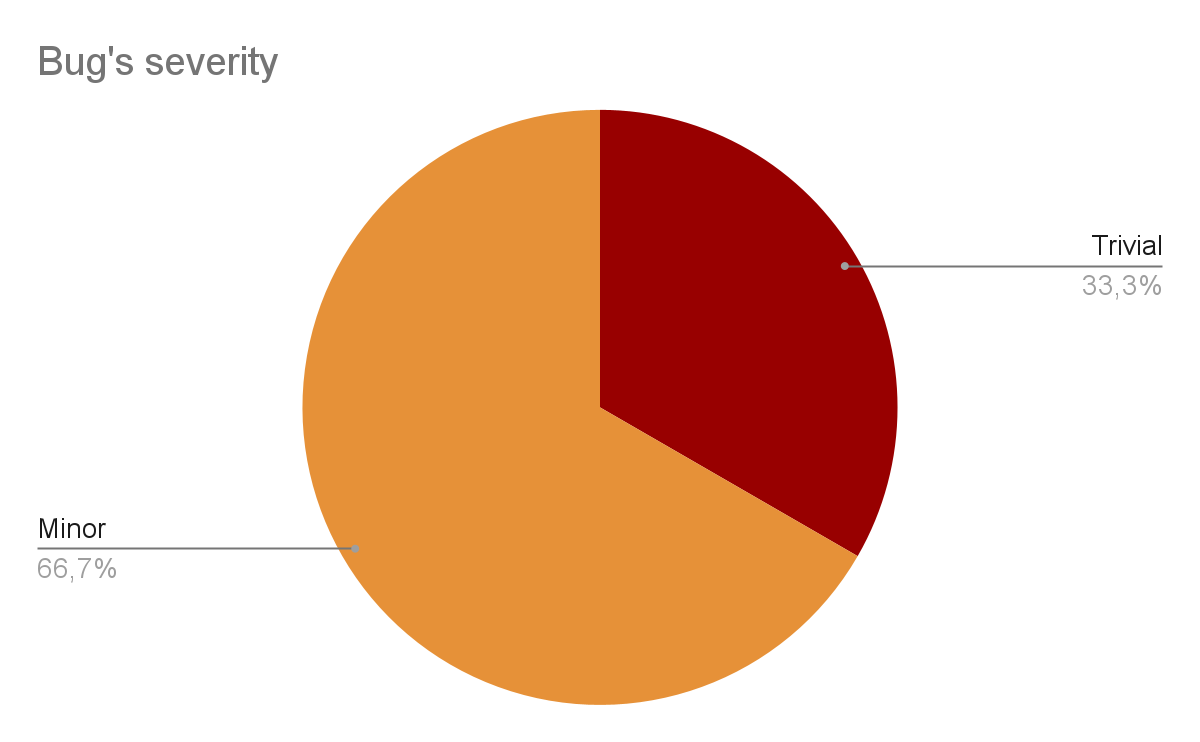 Bug's severity
Trivial
33,3%
Minor
66,7%